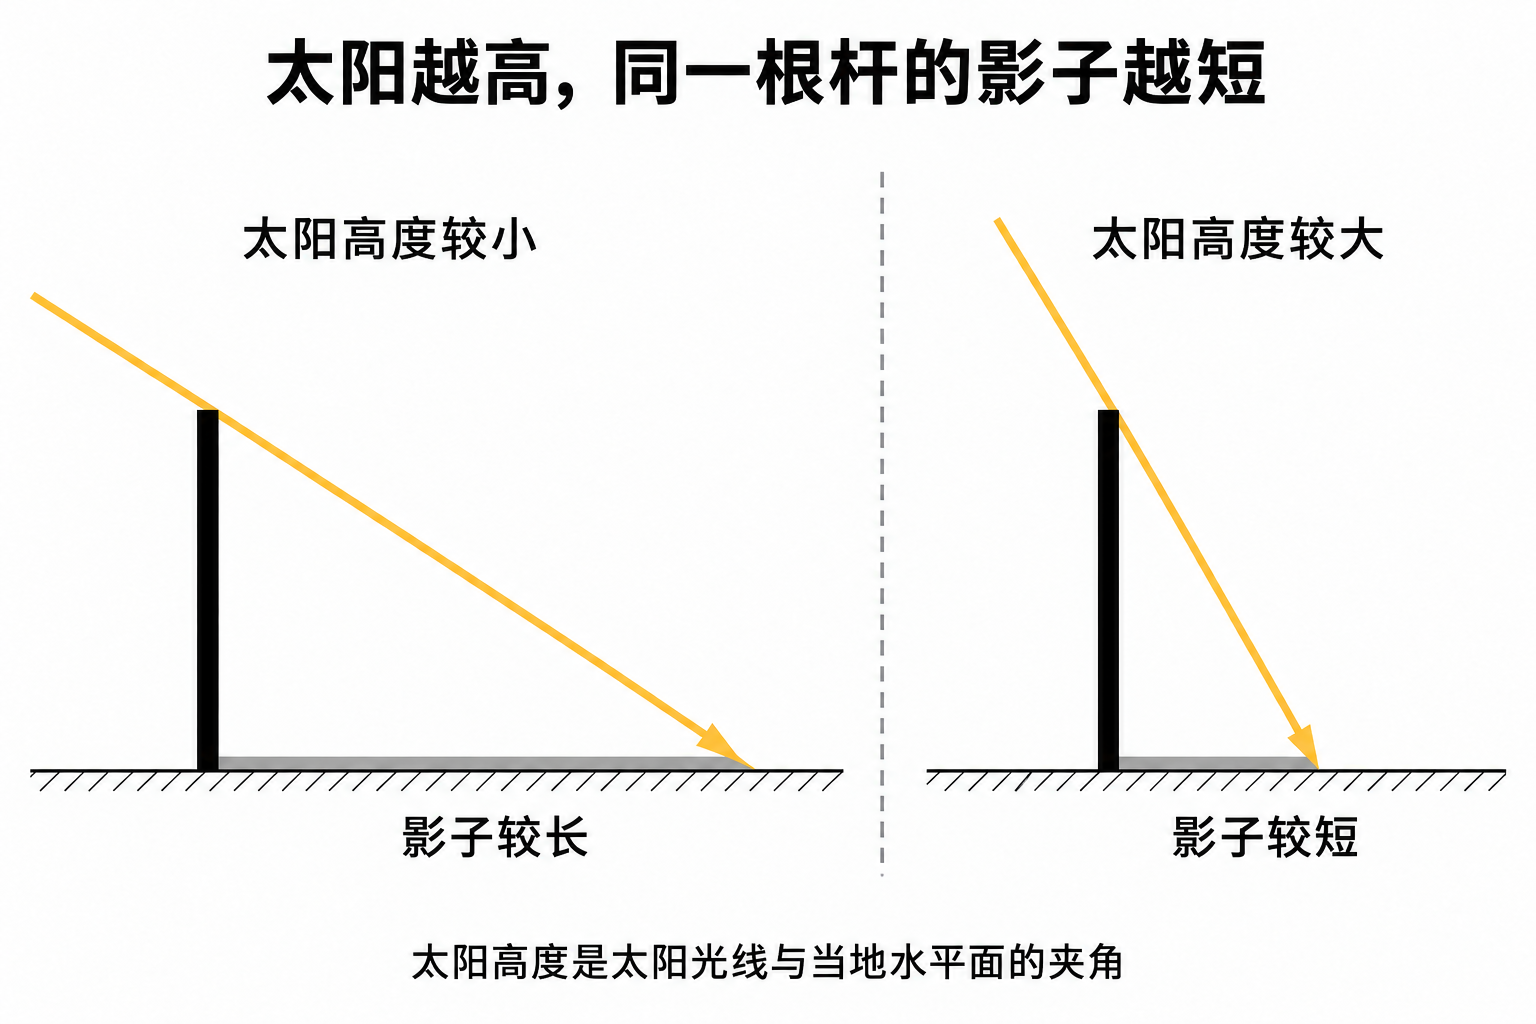 太阳越高，同一根杆的影子越短
太阳高度较小
太阳高度较大
影子较长
影子较短
太阳高度是太阳光线与当地水平面的夹角